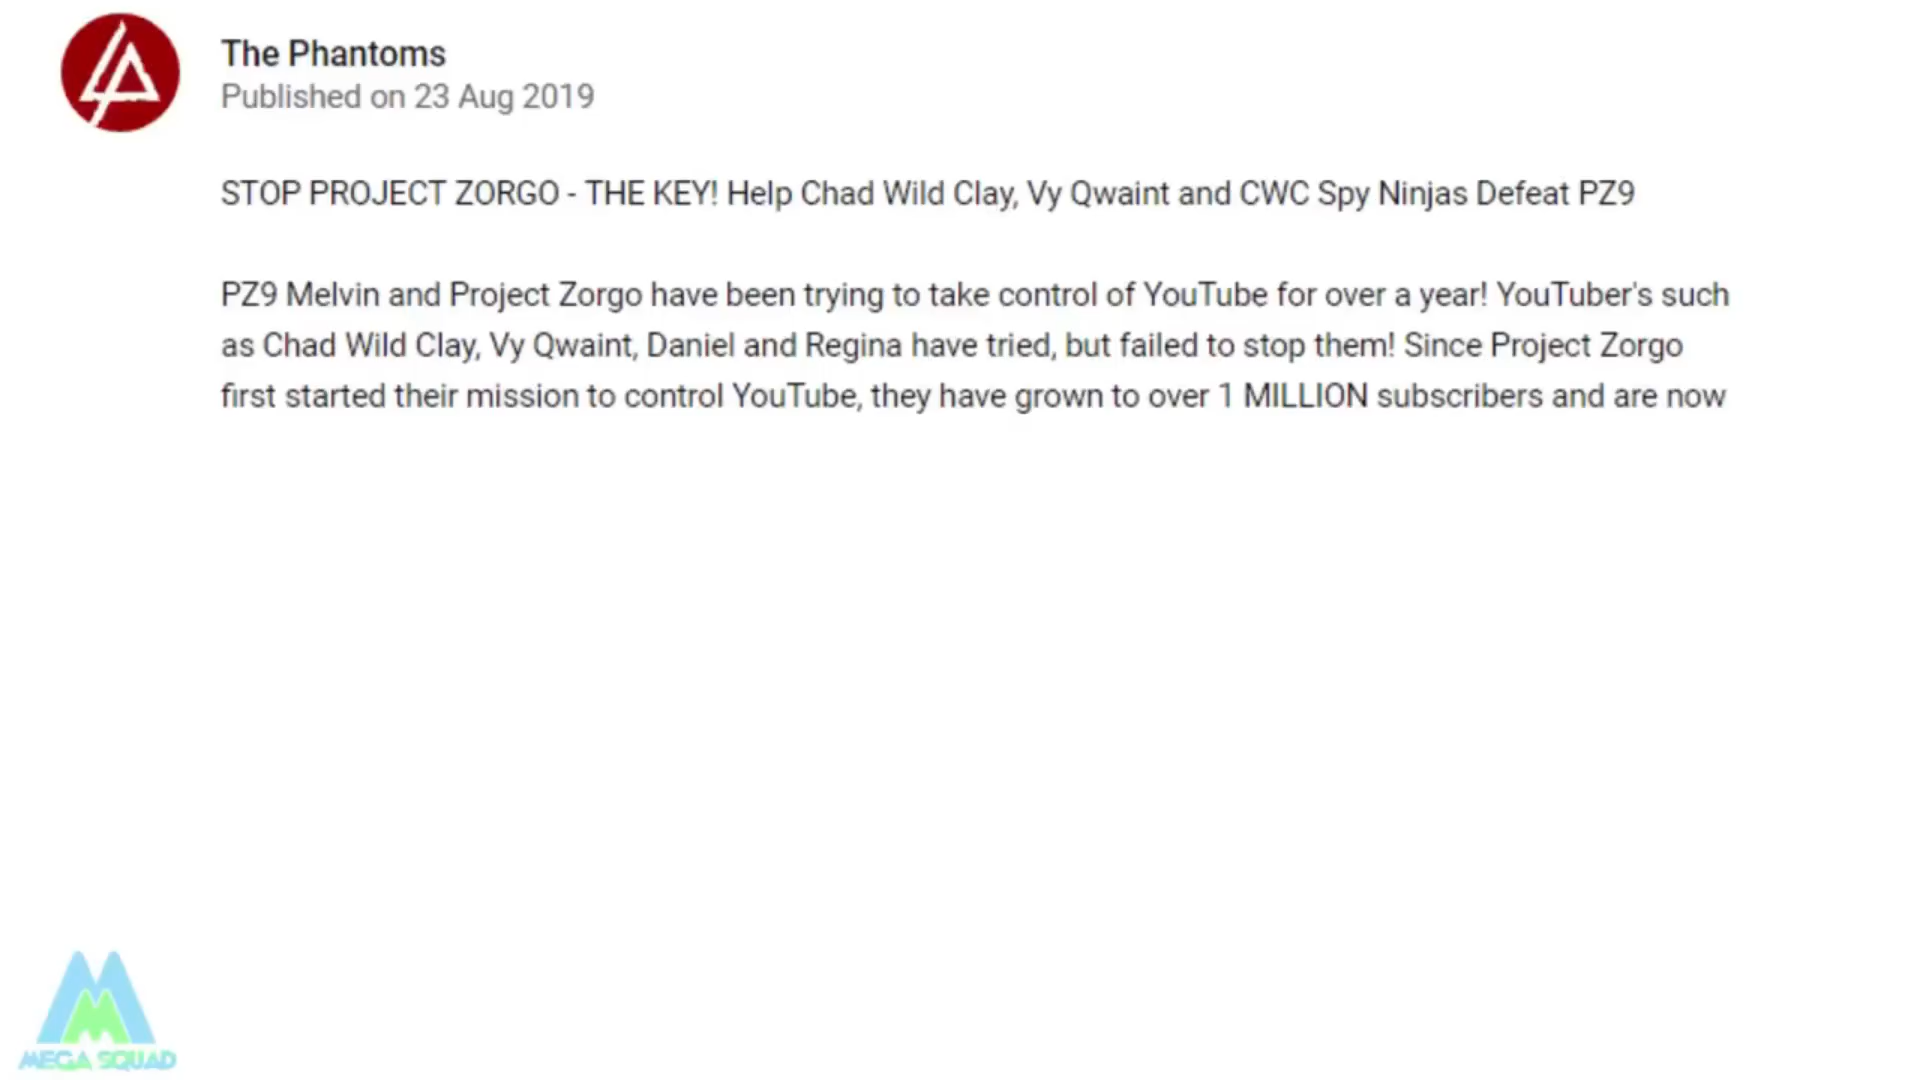 The Phantoms
Published on 23 Aug 2019
STOP PROJECT ZORGO - THE KEY! Help Chad Wild Clay, Vy Qwaint and CWC Spy Ninjas Defeat PZ9
PZ9 Melvin and Project Zorgo have been trying to take control of YouTube for over a year! YouTuber's such
as Chad Wild Clay, Vy Qwaint, Daniel and Regina have tried, but failed to stop them! Since Project Zorgo
first started their mission to control YouTube, they have grown to over 1 MILLION subscribers and are now
MEGA SQUAD